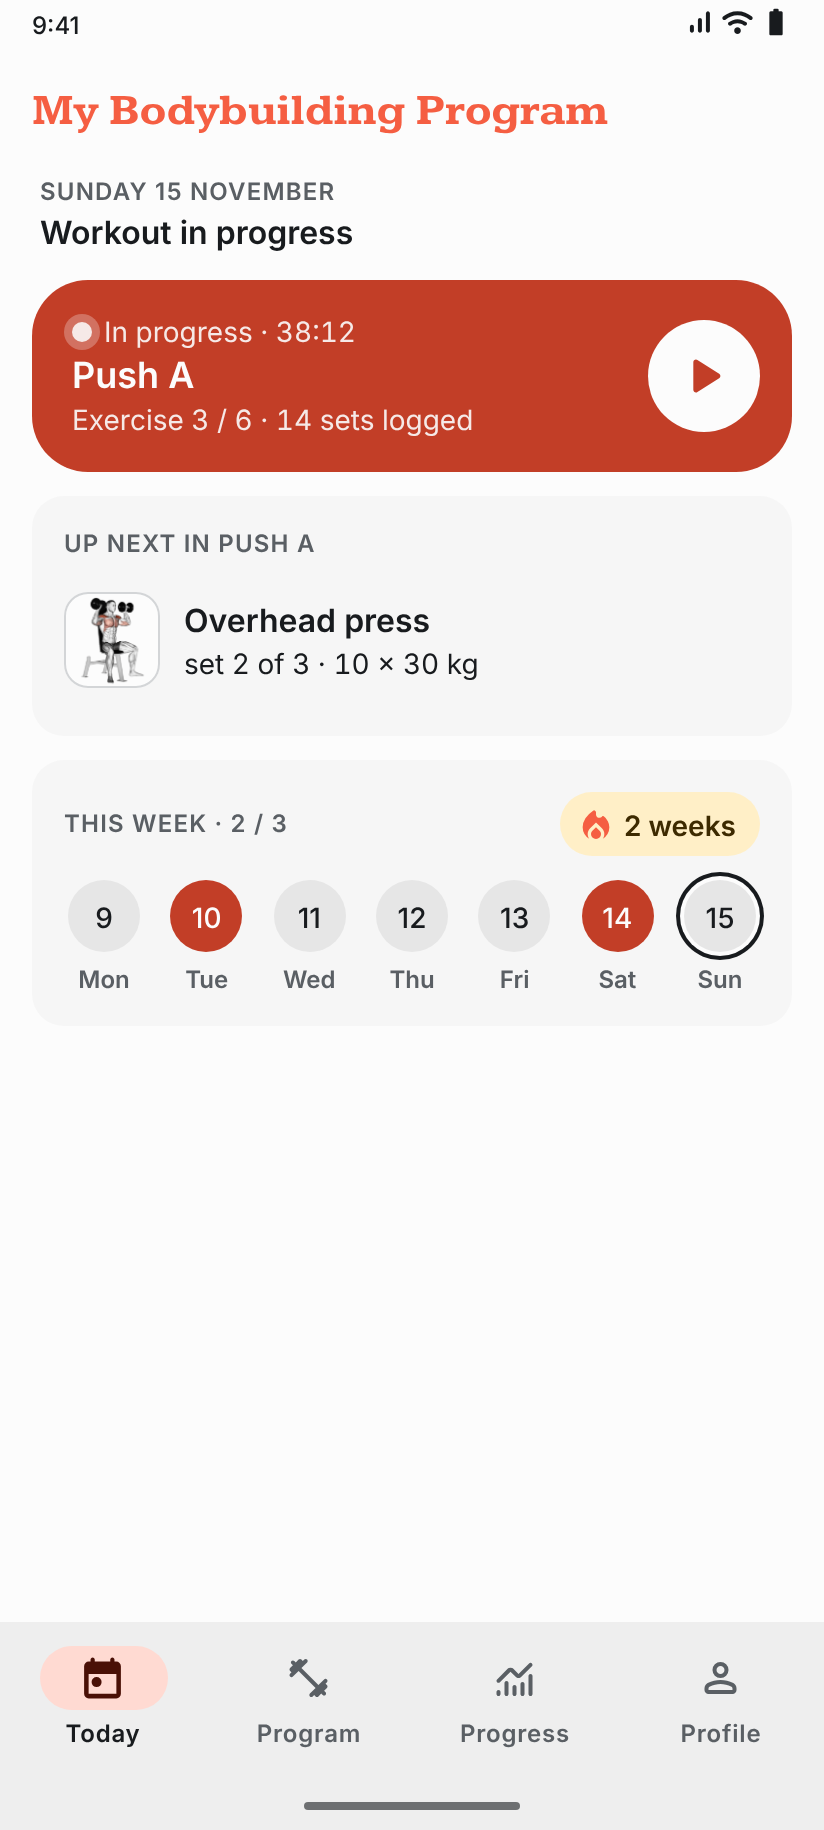 9:41
My Bodybuilding Program
SUNDAY 15 NOVEMBER
Workout in progress
In progress · 38:12
Push A
Exercise 3 / 6 · 14 sets logged
UP NEXT IN PUSH A
Overhead press
set 2 of 3 · 10 × 30 kg
THIS WEEK · 2 / 3
2 weeks
9 10 11 12 13 14 15
Mon Tue Wed Thu Fri Sat Sun
Today Program Progress Profile